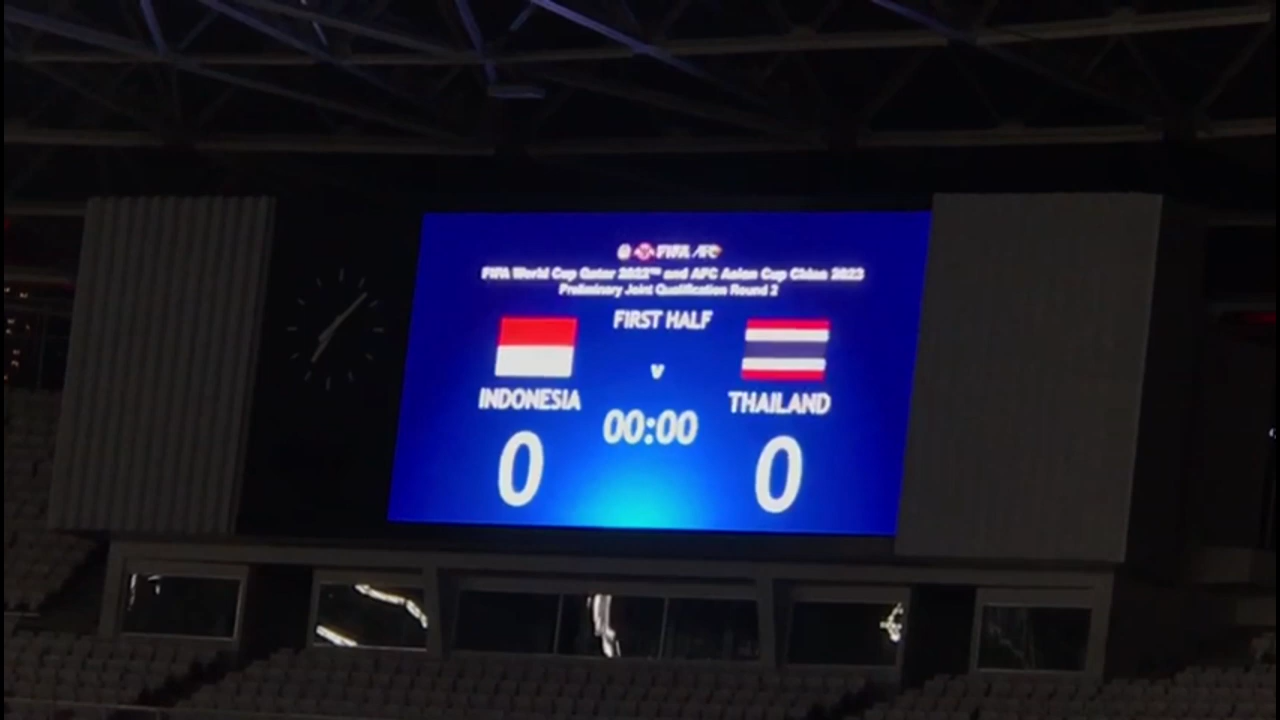 FIFA AFC
FIFA World Cup Qatar 2022™ and AFC Asian Cup China 2023
Preliminary Joint Qualification Round 2
FIRST HALF
v
INDONESIA THAILAND
00:00
0 0